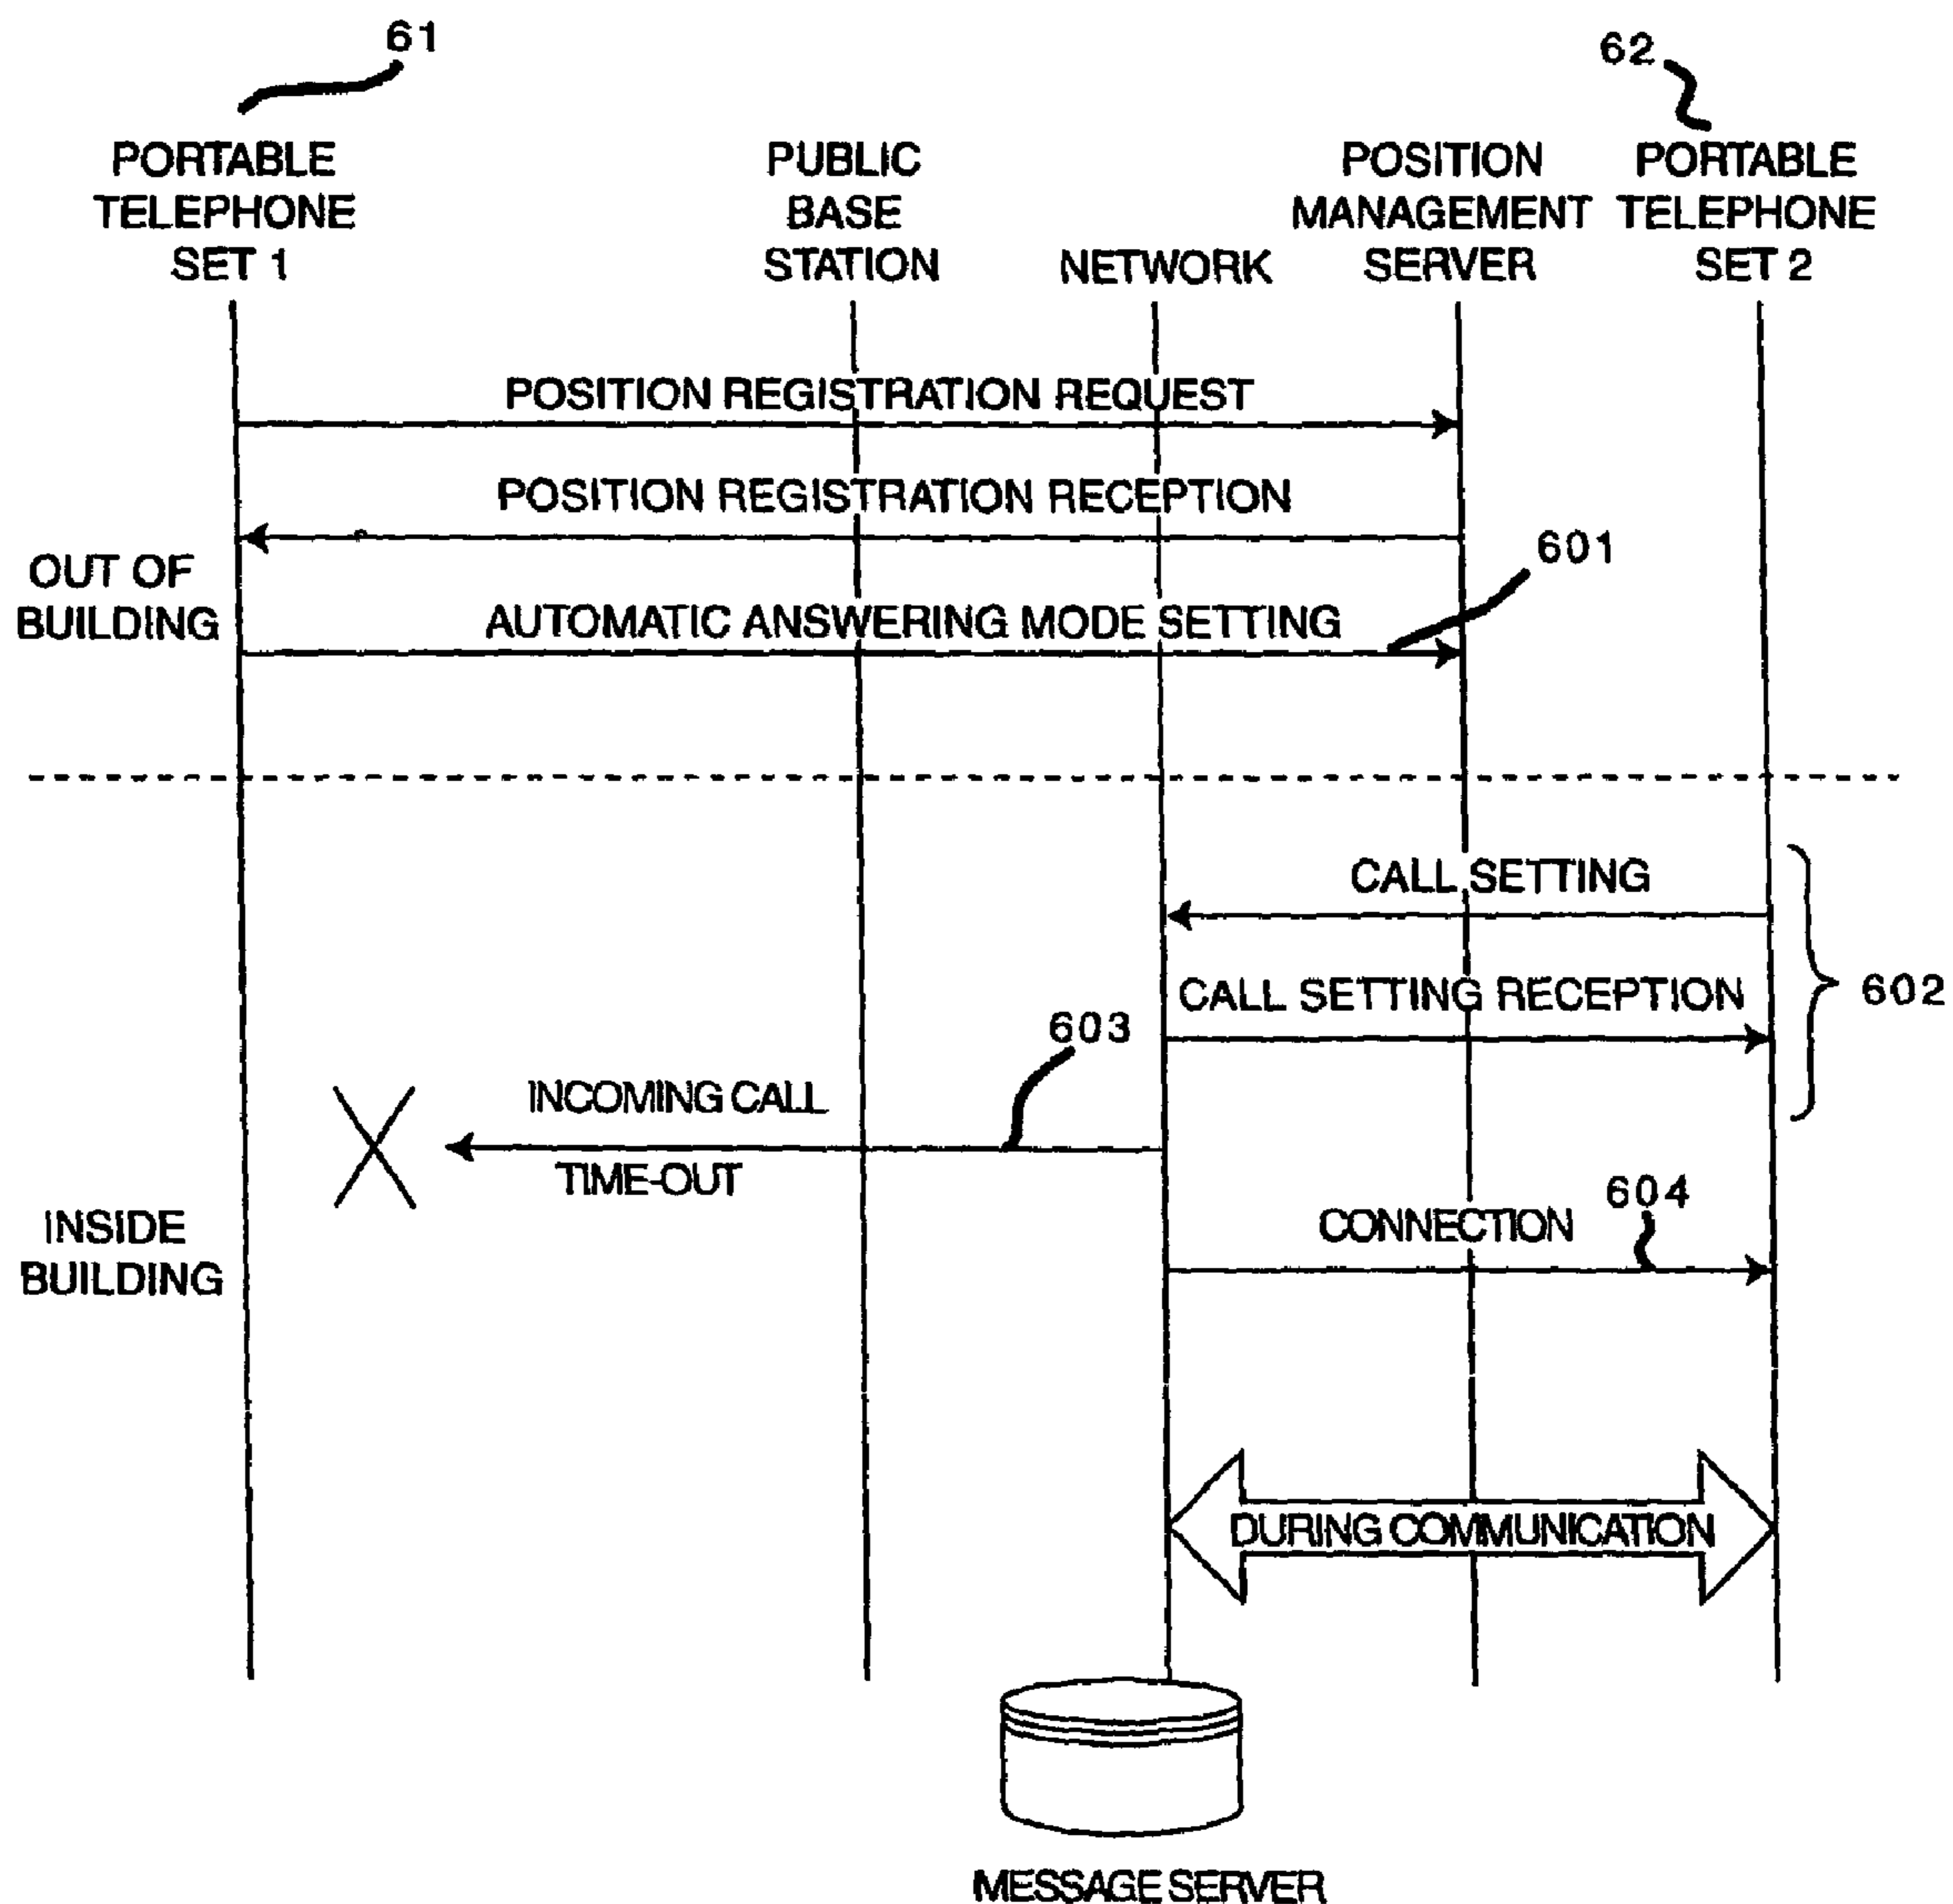 61
62
PORTABLE
TELEPHONE
SET 1
PUBLIC
BASE
STATION
NETWORK
POSITION
MANAGEMENT
SERVER
PORTABLE
TELEPHONE
SET 2
POSITION REGISTRATION REQUEST
POSITION REGISTRATION RECEPTION
601
OUT OF
BUILDING
AUTOMATIC ANSWERING MODE SETTING
CALL SETTING
602
CALL SETTING RECEPTION
603
INCOMING CALL
TIME-OUT
604
CONNECTION
INSIDE
BUILDING
DURING COMMUNICATION
MESSAGE SERVER